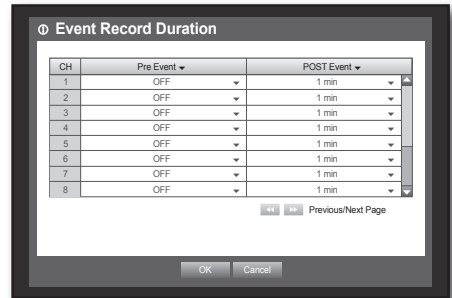 Event Record Duration
CH Pre Event POST Event
1 OFF 1 min
2 OFF 1 min
3 OFF 1 min
4 OFF 1 min
5 OFF 1 min
6 OFF 1 min
7 OFF 1 min
8 OFF 1 min
Previous/Next Page
OK Cancel